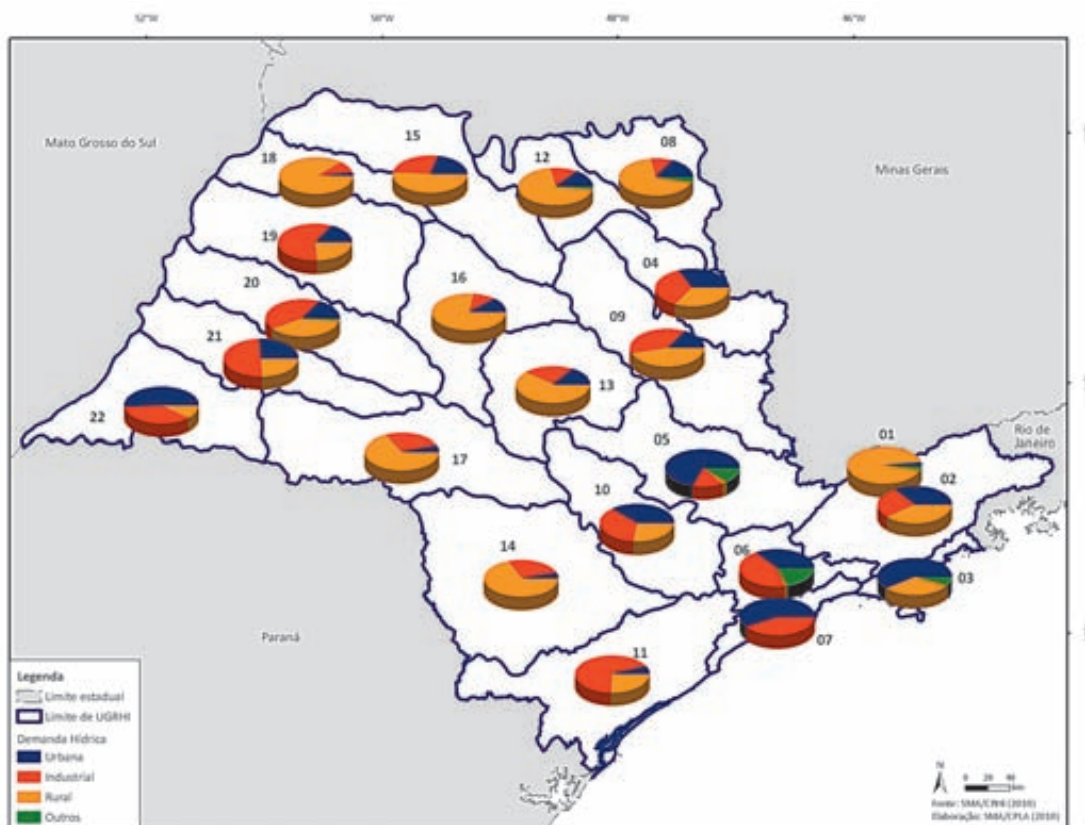 52°W 50°W 48°W 46°W
Mato Grosso do Sul
Minas Gerais
15
18
12
08
19
04
16
20
09
21
13
22
05
Rio de
Janeiro
01
17
02
10
14
06
03
07
Paraná
11
Legenda
Limite estadual
Limite de UGRHI
Demanda Hídrica
Urbana
Industrial
Rural
Outros
N
0 20 40
Km
Fonte: SMA/CRHi (2010)
Elaboração: SMA/CPLA (2010)